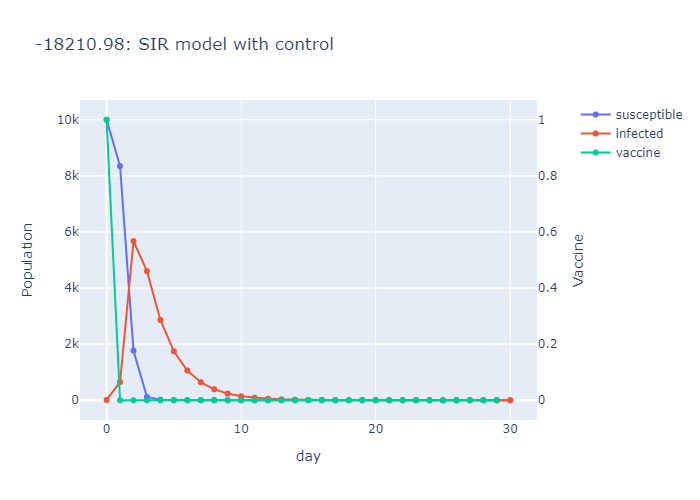 -18210.98: SIR model with control
10k
8k
6k
4k
2k
0
Population
1
0.8
0.6
0.4
0.2
0
Vaccine
susceptible
infected
vaccine
0
10
20
30
day